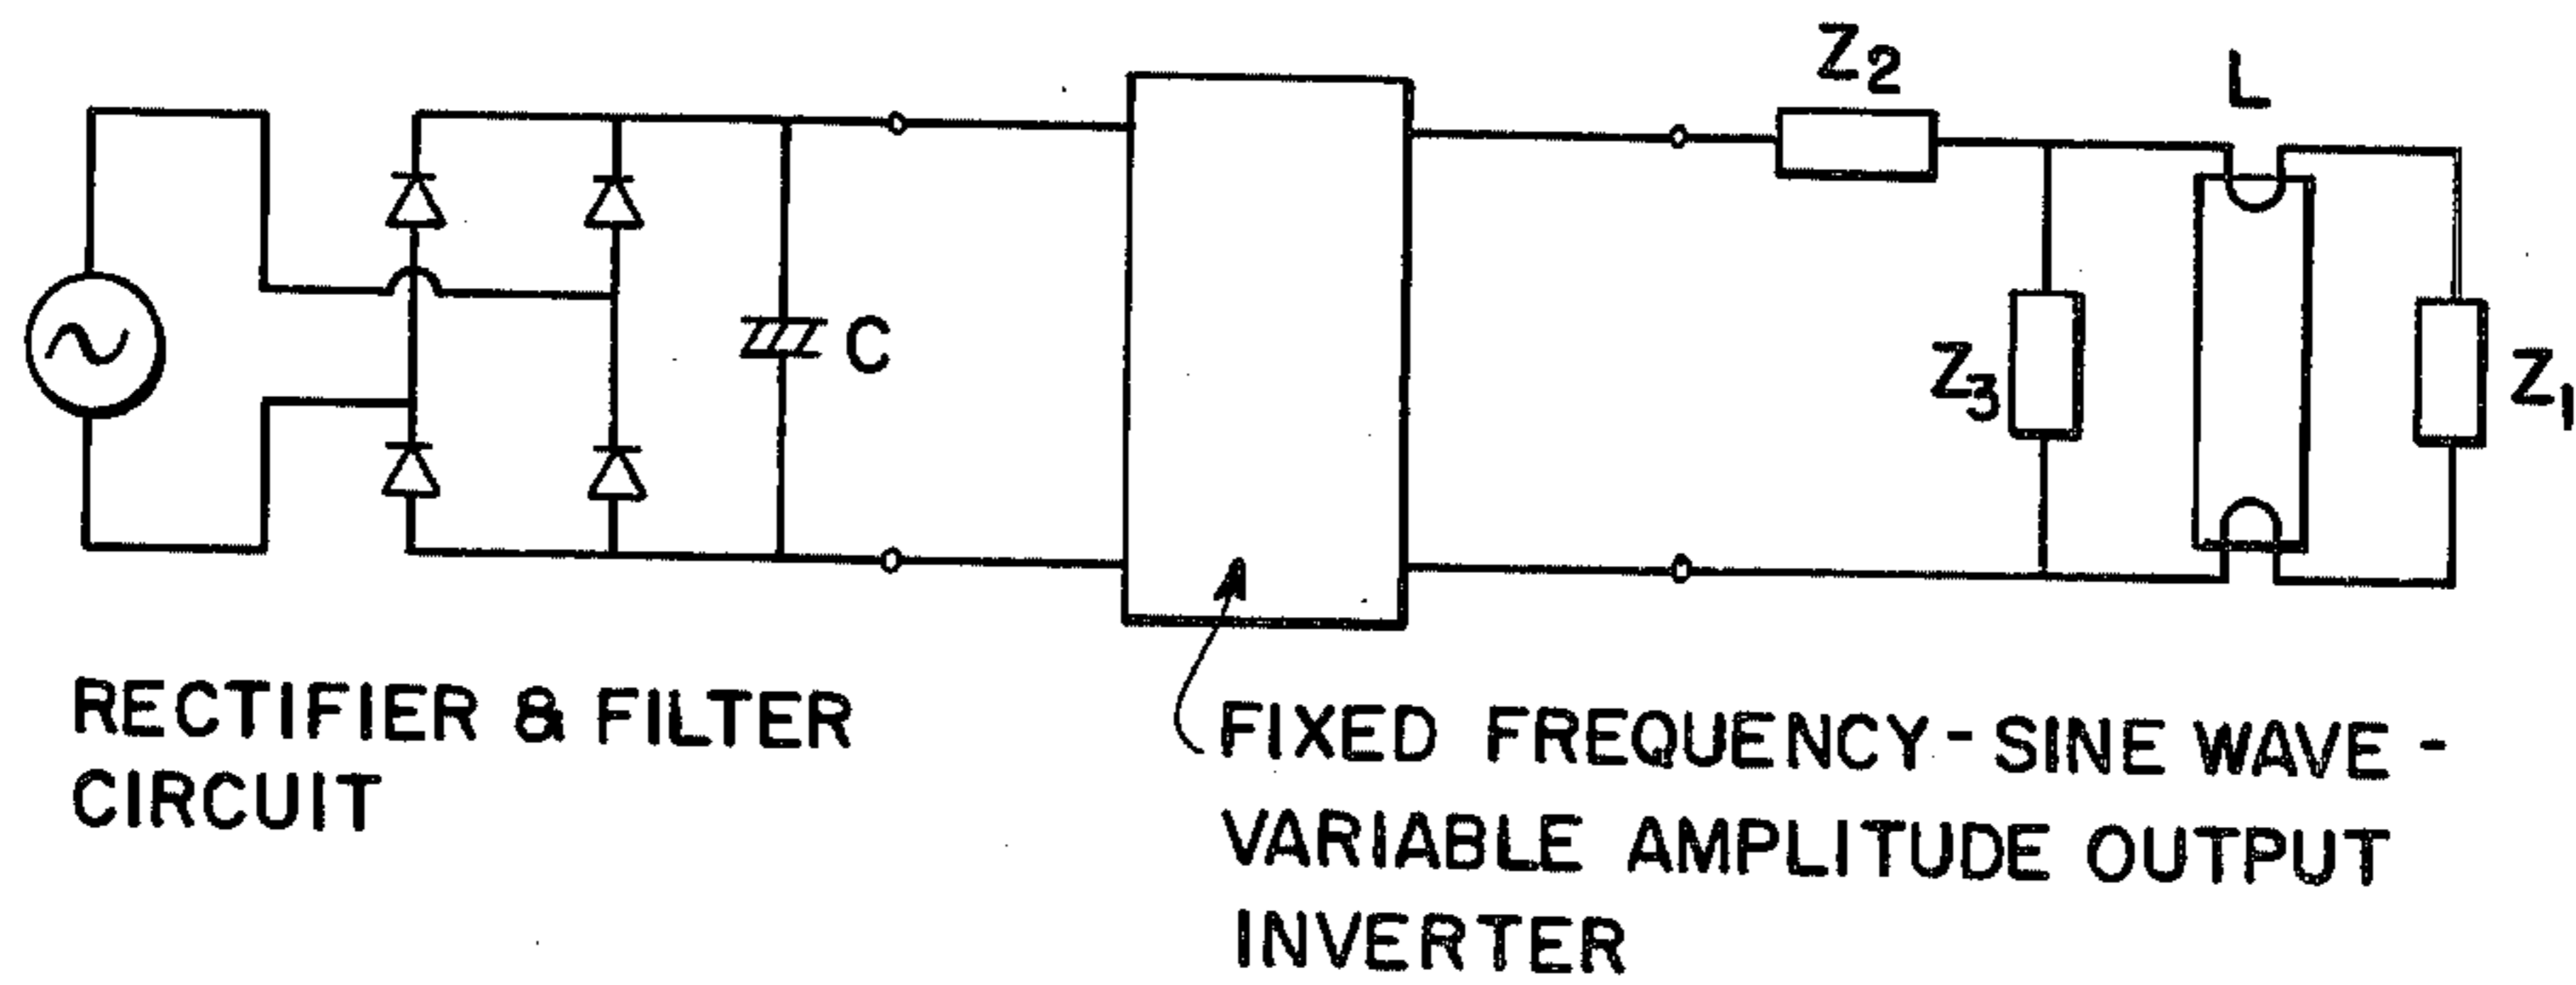 Z2
L
C
Z3
Z1
RECTIFIER & FILTER
CIRCUIT
FIXED FREQUENCY - SINE WAVE -
VARIABLE AMPLITUDE OUTPUT
INVERTER